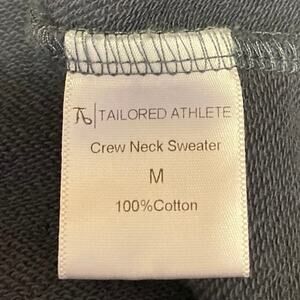 TAILORED ATHLETE
Crew Neck Sweater
M
100%Cotton